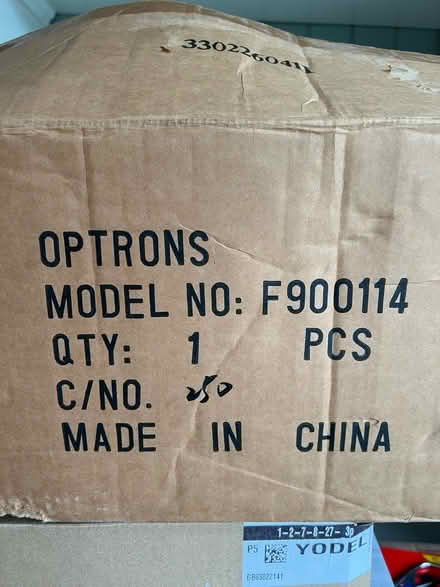 3302260411
OPTRONS
MODEL NO: F900114
QTY: 1 PCS
C/NO. 250
MADE IN CHINA
1-2-7-8-27- 3p
P5 YODEL